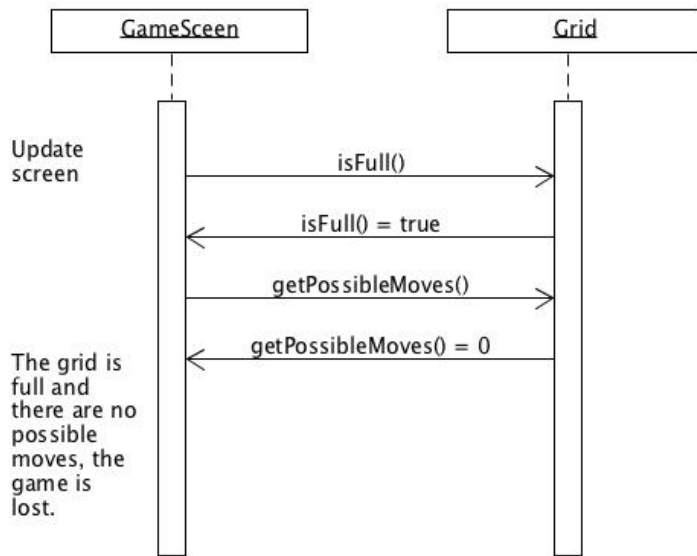 GameSceen
Grid
Update
screen
isFull()
isFull() = true
getPossibleMoves()
getPossibleMoves() = 0
The grid is
full and
there are no
possible
moves, the
game is
lost.